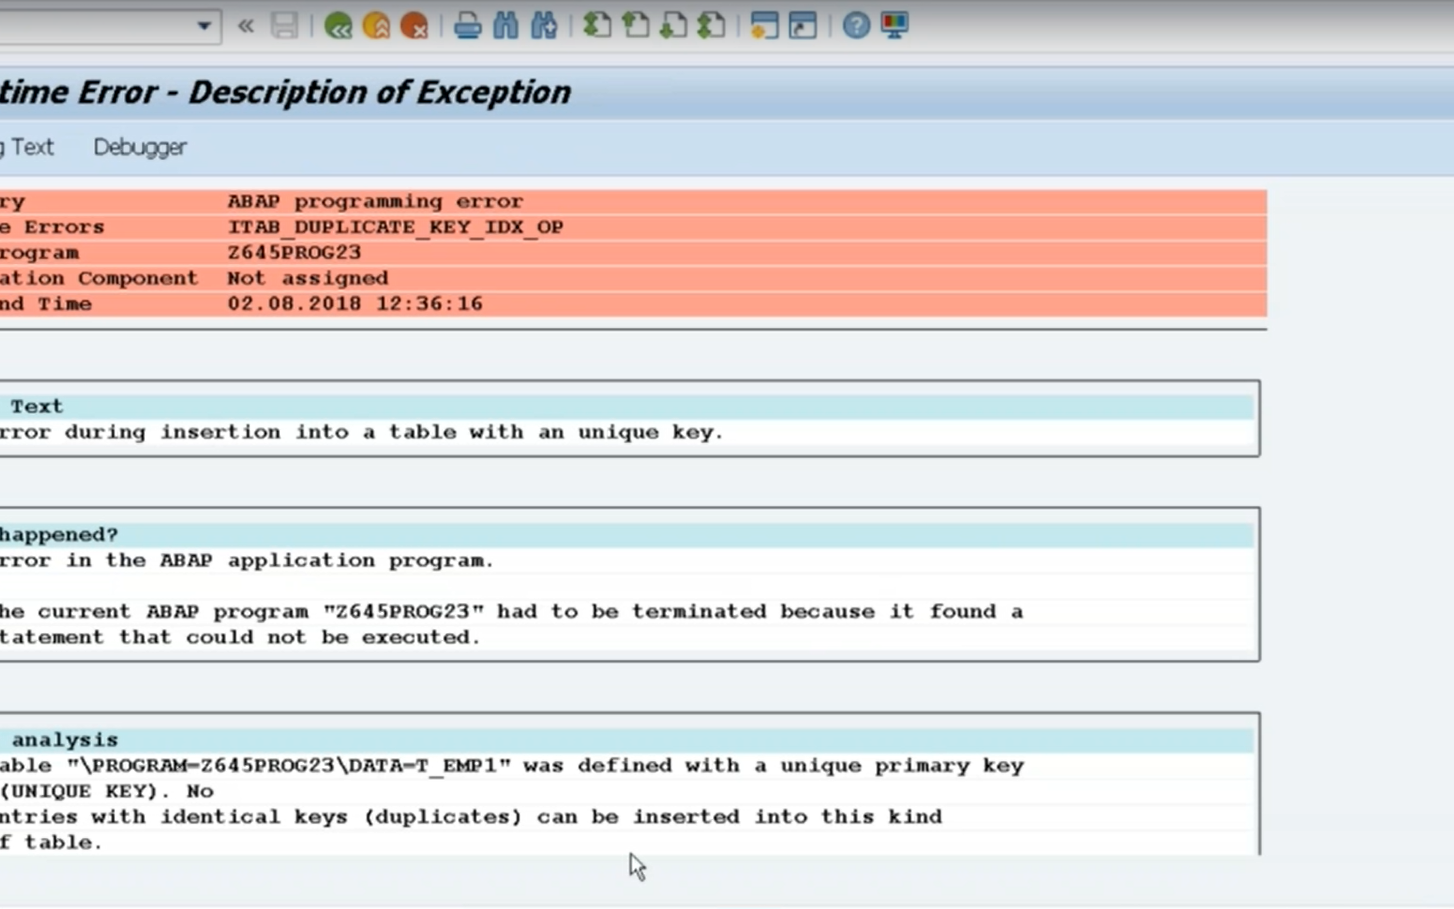 time Error - Description of Exception
g Text Debugger
ry ABAP programming error
e Errors ITAB_DUPLICATE_KEY_IDX_OP
rogram Z645PROG23
ation Component Not assigned
nd Time 02.08.2018 12:36:16
Text
rror during insertion into a table with an unique key.
happened?
rror in the ABAP application program.
he current ABAP program "Z645PROG23" had to be terminated because it found a
tatement that could not be executed.
analysis
able "\PROGRAM=Z645PROG23\DATA=T_EMP1" was defined with a unique primary key
(UNIQUE KEY). No
ntries with identical keys (duplicates) can be inserted into this kind
f table.